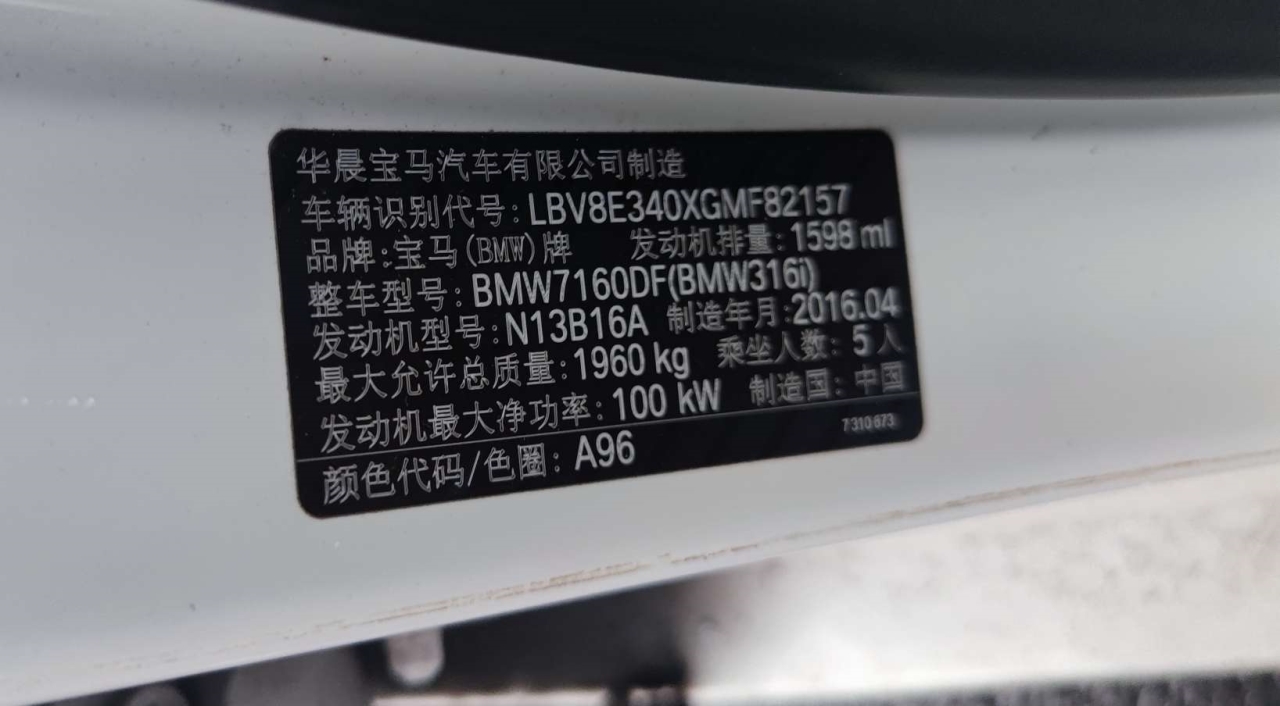 华晨宝马汽车有限公司制造
车辆识别代号: LBV8E340XGMF82157
品牌:宝马(BMW)牌 发动机排量:1598 ml
整车型号: BMW7160DF(BMW316i)
发动机型号: N13B16A 制造年月:2016.04
最大允许总质量: 1960 kg 乘坐人数: 5 人
发动机最大净功率: 100 kW 制造国: 中国
7 310 673
颜色代码/色圈: A96